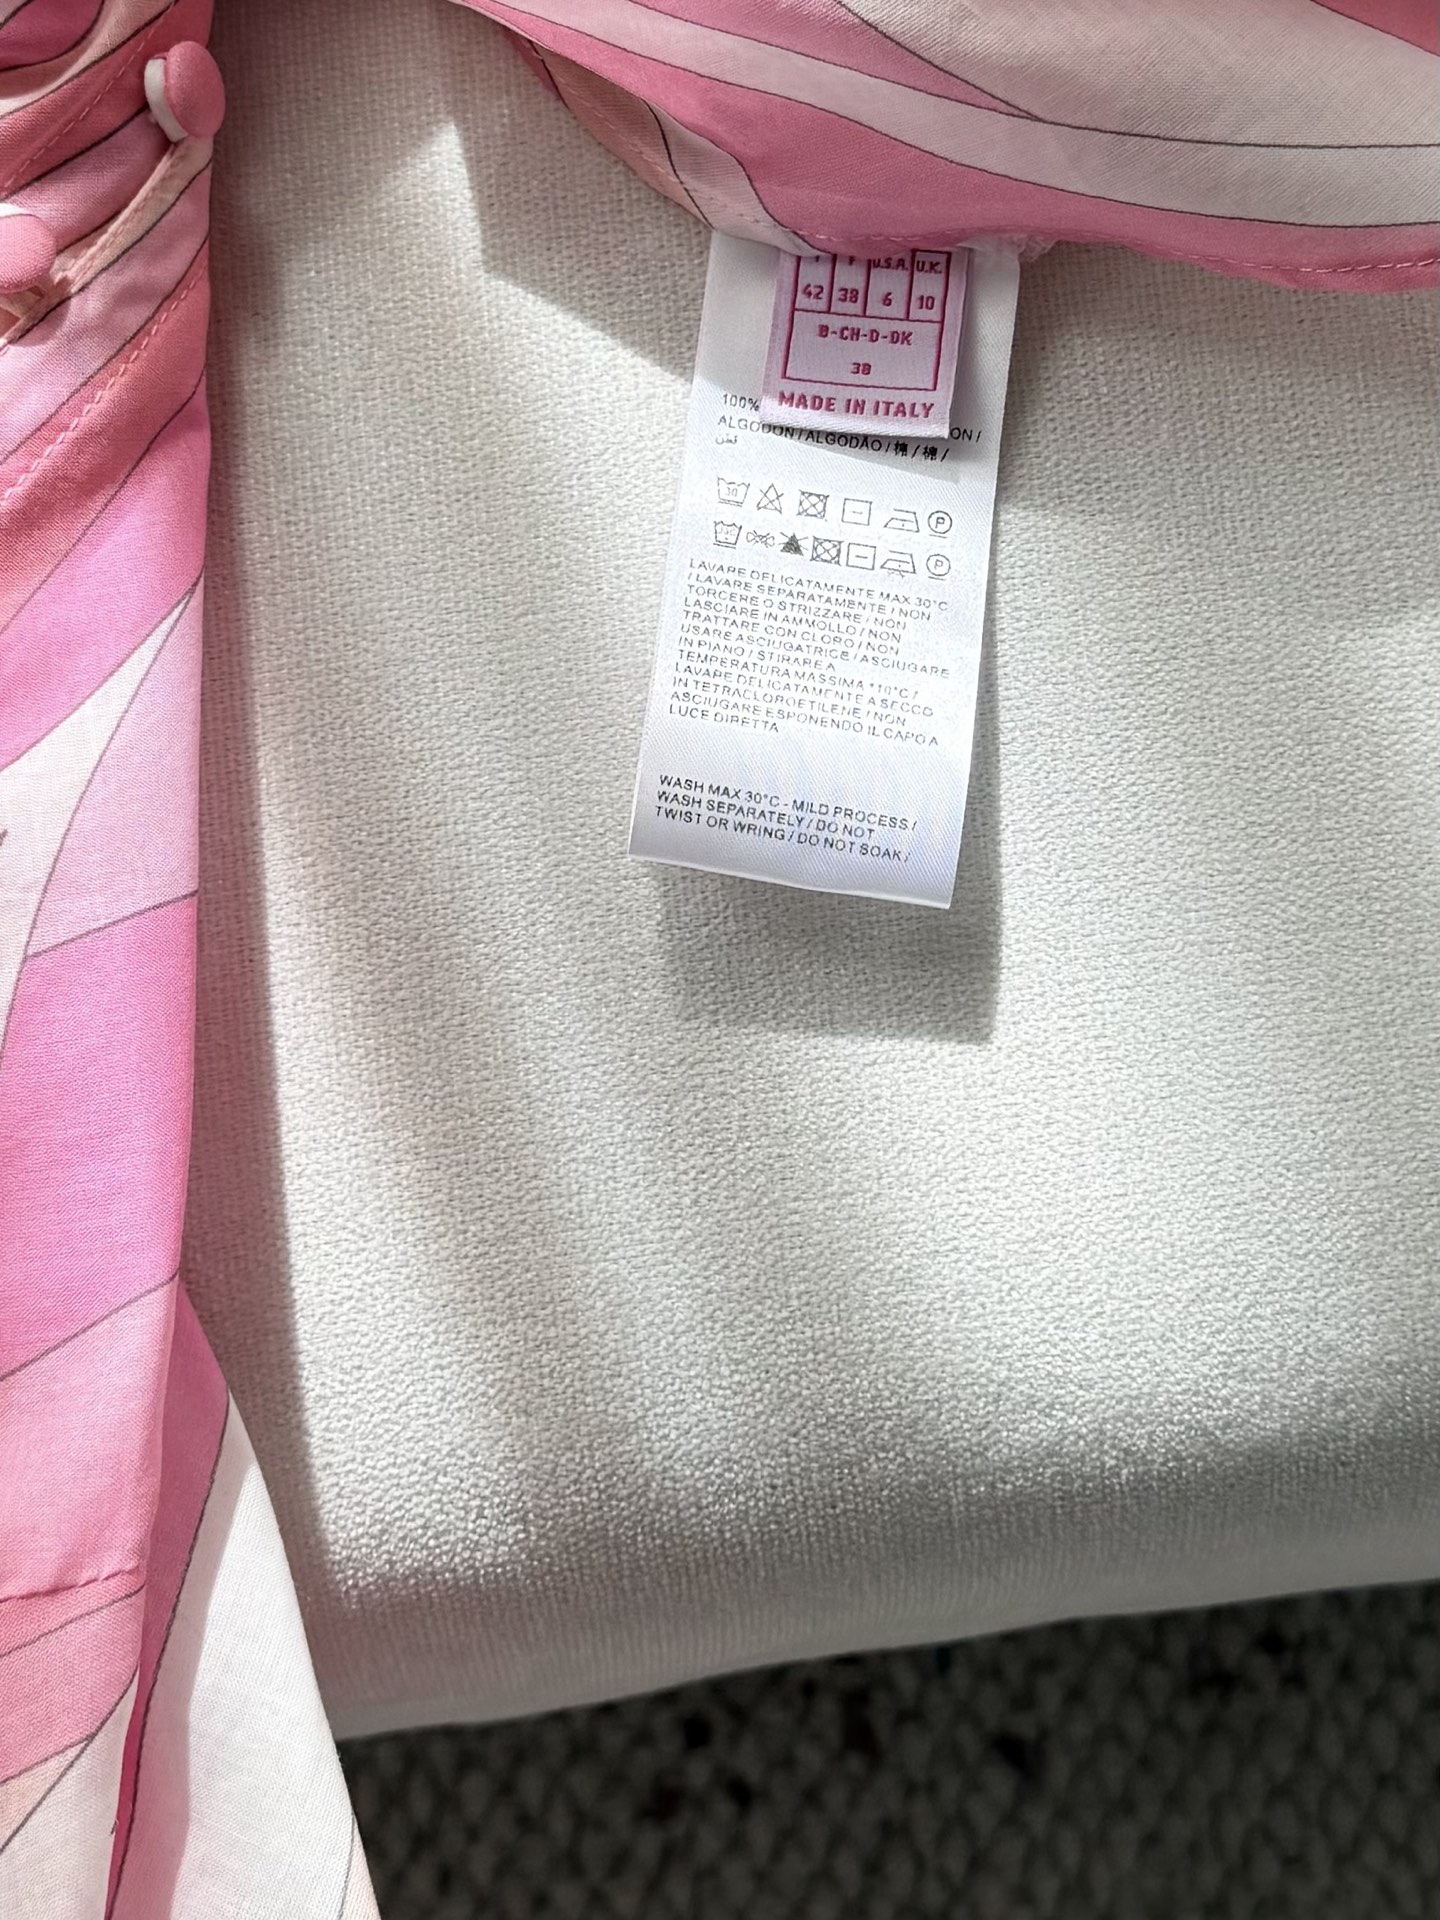 I F U.S.A. U.K.
42 38 6 10
B-CH-D-DK
38
MADE IN ITALY
100%
ON /
ALGODON / ALGODÃO / 棉 / 棉 /
قطن
30
P
P
LAVARE DELICATAMENTE MAX 30°C
/ LAVARE SEPARATAMENTE / NON
TORCERE O STRIZZARE / NON
LASCIARE IN AMMOLLO / NON
TRATTARE CON CLORO / NON
USARE ASCIUGATRICE / ASCIUGARE
IN PIANO / STIRARE A
TEMPERATURA MASSIMA 110°C /
LAVARE DELICATAMENTE A SECCO
IN TETRACLOROETILENE / NON
ASCIUGARE ESPONENDO IL CAPO A
LUCE DIRETTA
WASH MAX 30°C - MILD PROCESS /
WASH SEPARATELY / DO NOT
TWIST OR WRING / DO NOT SOAK /